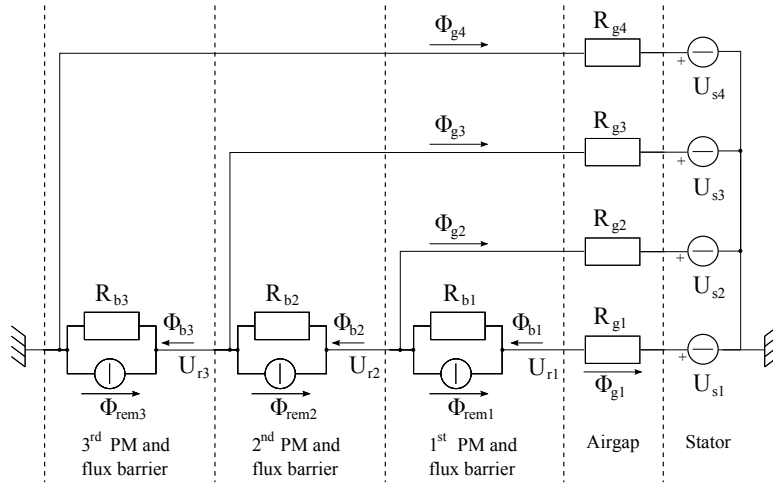 Φg4
Rg4
+
Us4
Φg3
Rg3
+
Us3
Φg2
Rg2
+
Us2
Rb3
Φb3
Rb2
Φb2
Rb1
Φb1
Rg1
+
Ur3
Ur2
Ur1
Φg1
Us1
Φrem3
Φrem2
Φrem1
3rd PM and
flux barrier
2nd PM and
flux barrier
1st PM and
flux barrier
Airgap
Stator